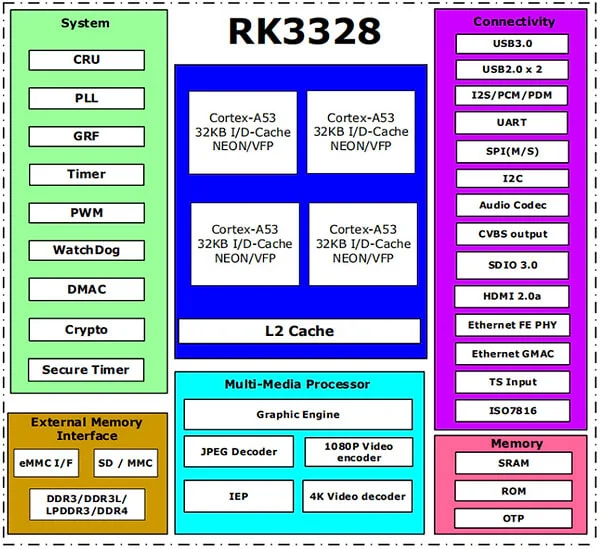 RK3328
System
CRU
PLL
GRF
Timer
PWM
WatchDog
DMAC
Crypto
Secure Timer
External Memory
Interface
eMMC I/F
SD / MMC
DDR3/DDR3L/
LPDDR3/DDR4
Cortex-A53
32KB I/D-Cache
NEON/VFP
Cortex-A53
32KB I/D-Cache
NEON/VFP
Cortex-A53
32KB I/D-Cache
NEON/VFP
Cortex-A53
32KB I/D-Cache
NEON/VFP
L2 Cache
Multi-Media Processor
Graphic Engine
JPEG Decoder
1080P Video
encoder
IEP
4K Video decoder
Connectivity
USB3.0
USB2.0 x 2
I2S/PCM/PDM
UART
SPI(M/S)
I2C
Audio Codec
CVBS output
SDIO 3.0
HDMI 2.0a
Ethernet FE PHY
Ethernet GMAC
TS Input
ISO7816
Memory
SRAM
ROM
OTP